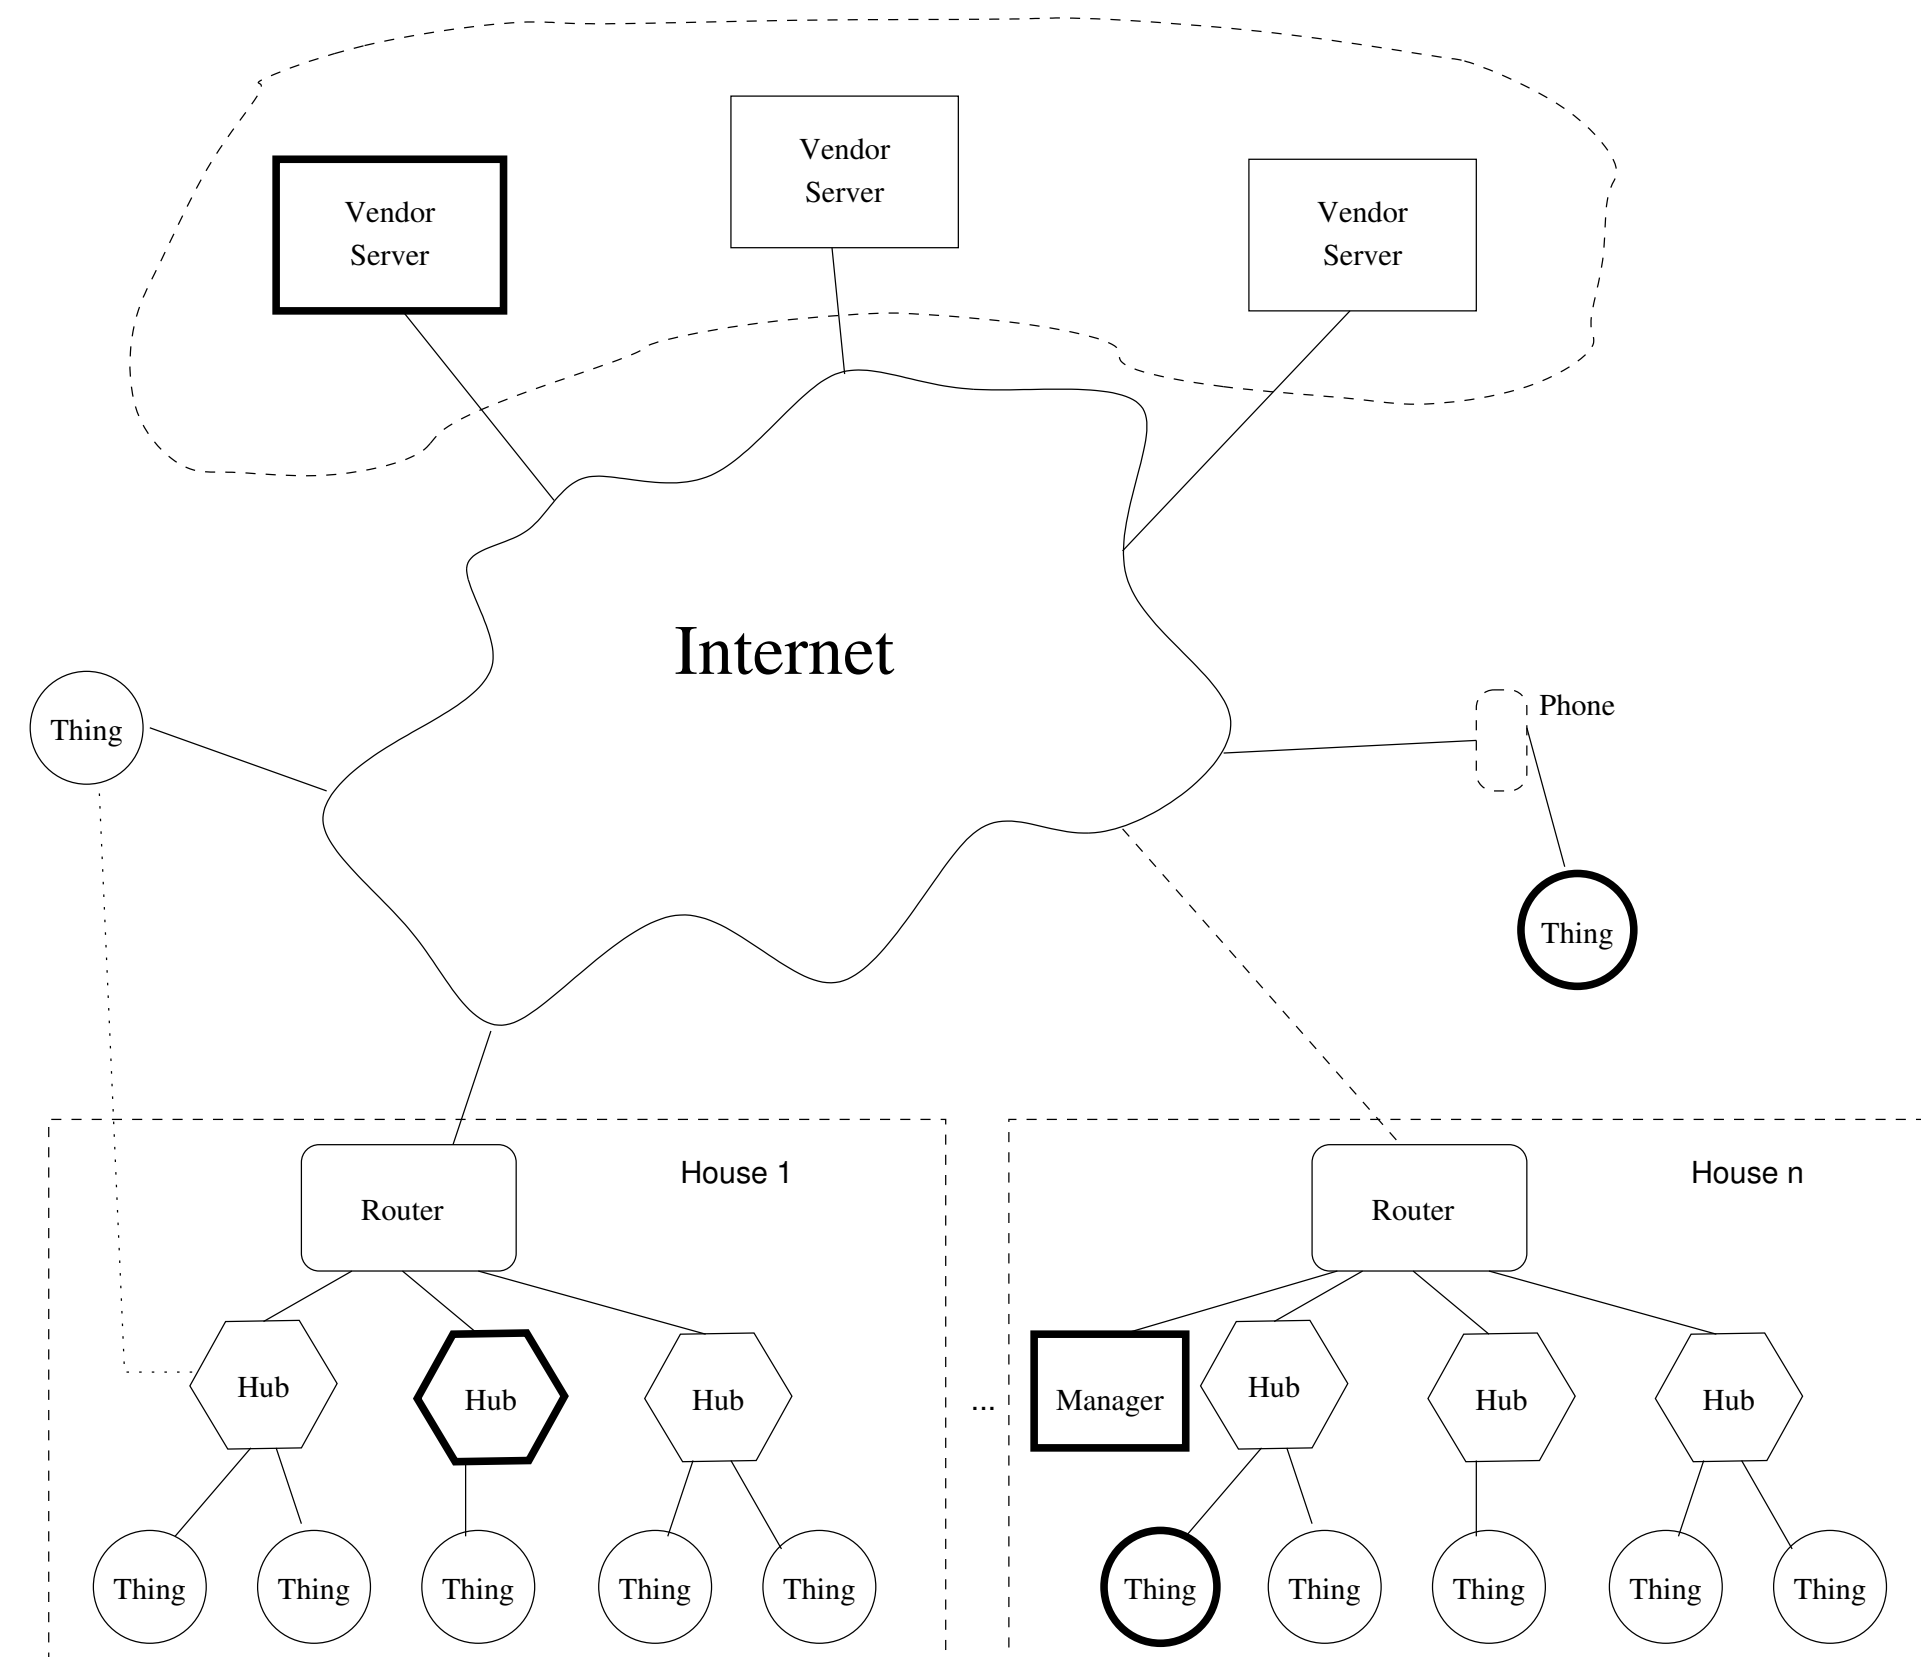 Vendor
Server
Vendor
Server
Vendor
Server
Internet
Thing
Phone
Thing
House 1
Router
House n
Router
Hub
Hub
Hub
...
Manager
Hub
Hub
Hub
Thing
Thing
Thing
Thing
Thing
Thing
Thing
Thing
Thing
Thing